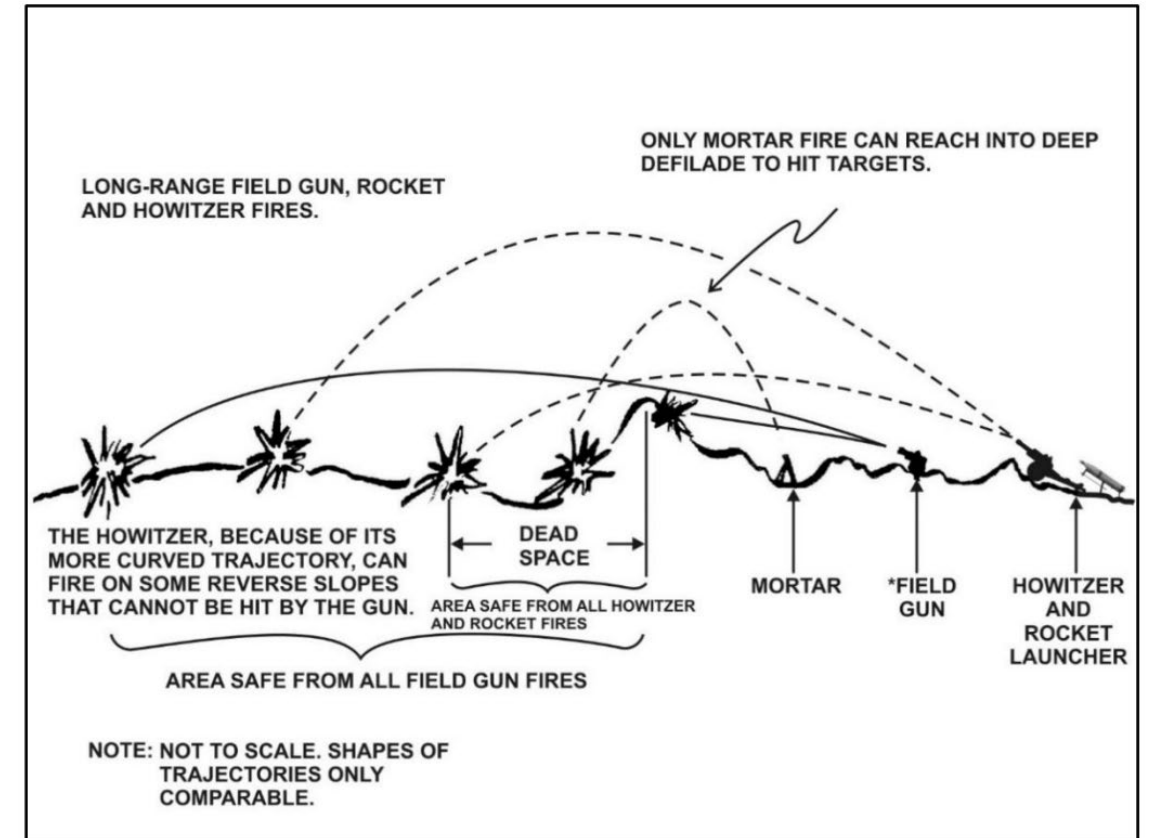 ONLY MORTAR FIRE CAN REACH INTO DEEP
DEFILADE TO HIT TARGETS.
LONG-RANGE FIELD GUN, ROCKET
AND HOWITZER FIRES.
THE HOWITZER, BECAUSE OF ITS
MORE CURVED TRAJECTORY, CAN
FIRE ON SOME REVERSE SLOPES
THAT CANNOT BE HIT BY THE GUN.
DEAD
SPACE
AREA SAFE FROM ALL HOWITZER
AND ROCKET FIRES
MORTAR
*FIELD
GUN
HOWITZER
AND
ROCKET
LAUNCHER
AREA SAFE FROM ALL FIELD GUN FIRES
NOTE: NOT TO SCALE. SHAPES OF
TRAJECTORIES ONLY
COMPARABLE.